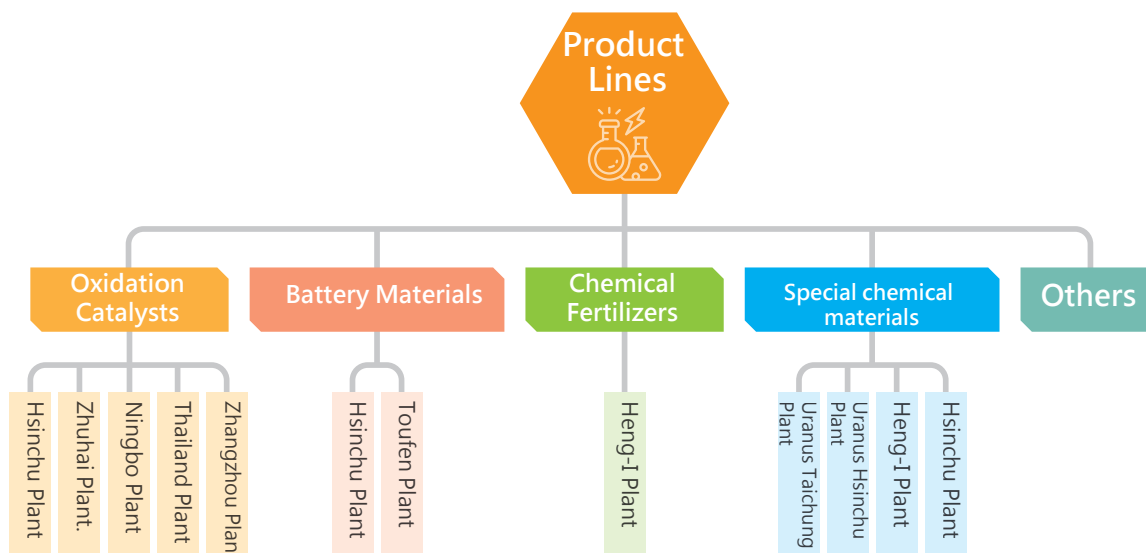 Product
Lines
Oxidation
Catalysts
Battery Materials
Chemical
Fertilizers
Special chemical
materials
Others
Hsinchu Plant
Zhuhai Plant.
Ningbo Plant
Thailand Plant
Zhangzhou Plan
Hsinchu Plant
Toufen Plant
Heng-I Plant
Uranus Taichung
Plant
Uranus Hsinchu
Plant
Heng-I Plant
Hsinchu Plant